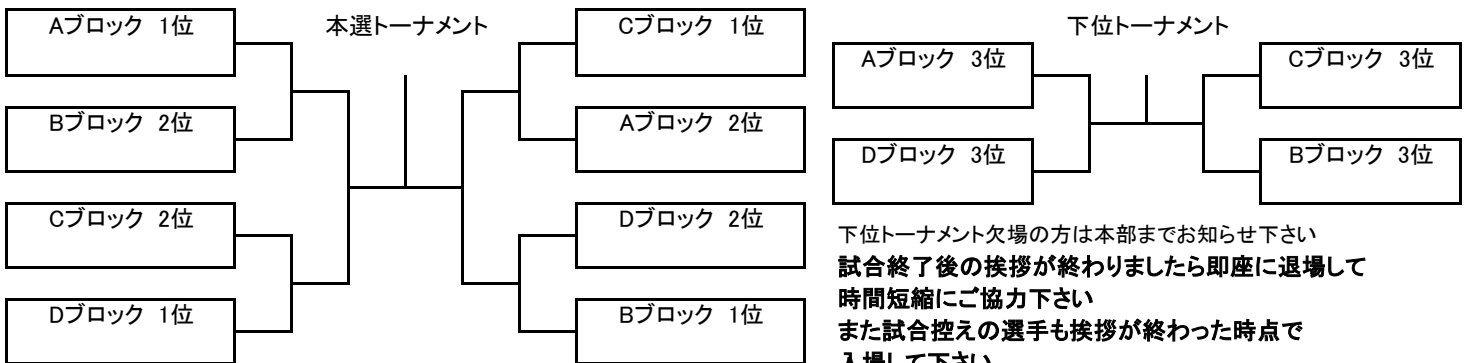 本選トーナメント
Aブロック 1位
Bブロック 2位
Cブロック 2位
Dブロック 1位
Cブロック 1位
Aブロック 2位
Dブロック 2位
Bブロック 1位
下位トーナメント
Aブロック 3位
Dブロック 3位
Cブロック 3位
Bブロック 3位
下位トーナメント欠場の方は本部までお知らせ下さい
試合終了後の挨拶が終わりましたら即座に退場して
時間短縮にご協力下さい
また試合控えの選手も挨拶が終わった時点で
入場して下さい